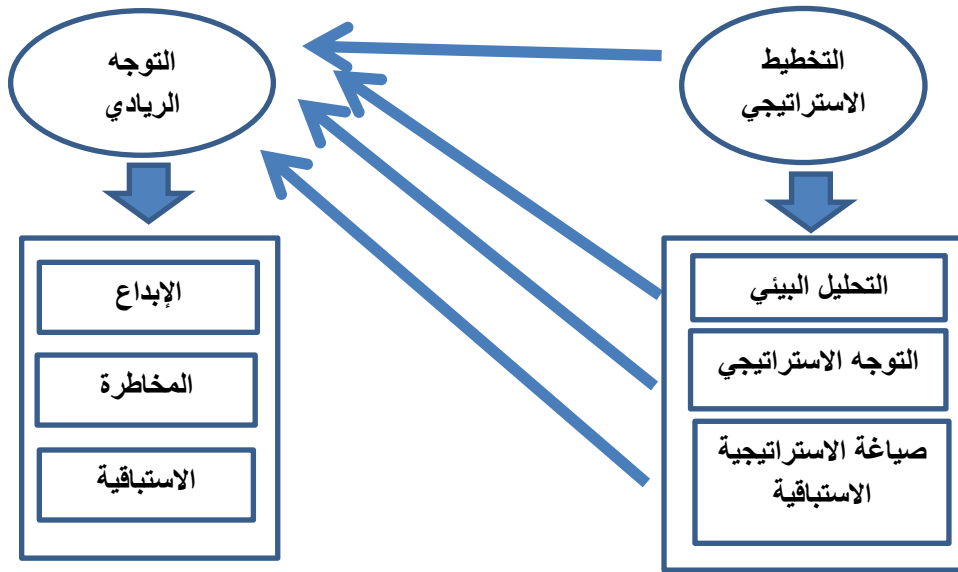 التخطيط
الاستراتيجي
التحليل البيئي
التوجه الاستراتيجي
صياغة الاستراتيجية
الاستباقية
التوجه
الريادي
الإبداع
المخاطرة
الاستباقية